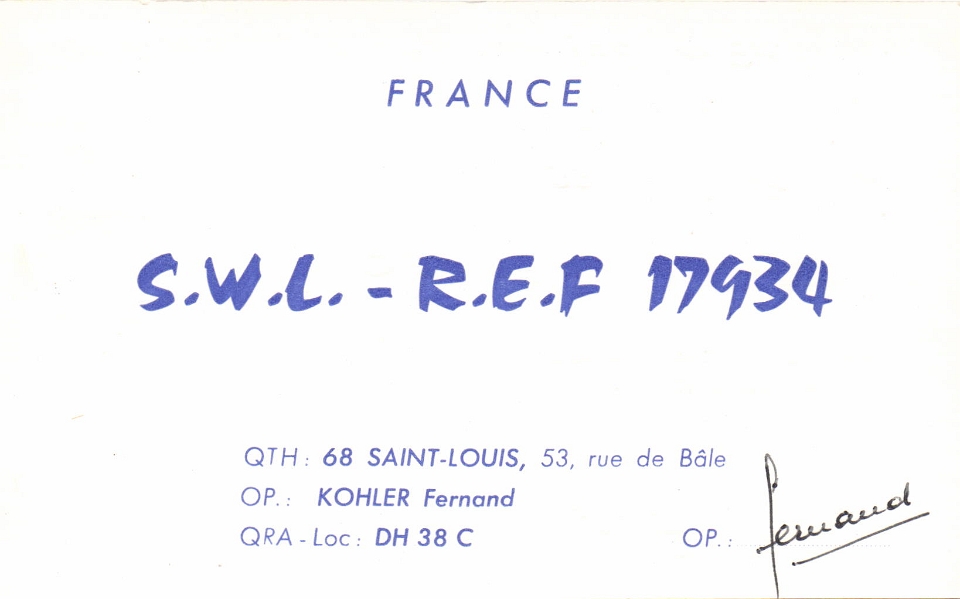 FRANCE
S.W.L. - R.E.F 17934
QTH : 68 SAINT-LOUIS, 53, rue de Bâle
OP. : KOHLER Fernand
QRA - Loc : DH 38 C
OP. : fernand